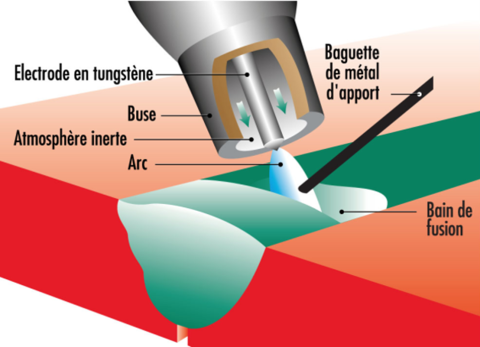 Electrode en tungstène
Buse
Atmosphère inerte
Arc
Baguette
de métal
d'apport
Bain de
fusion